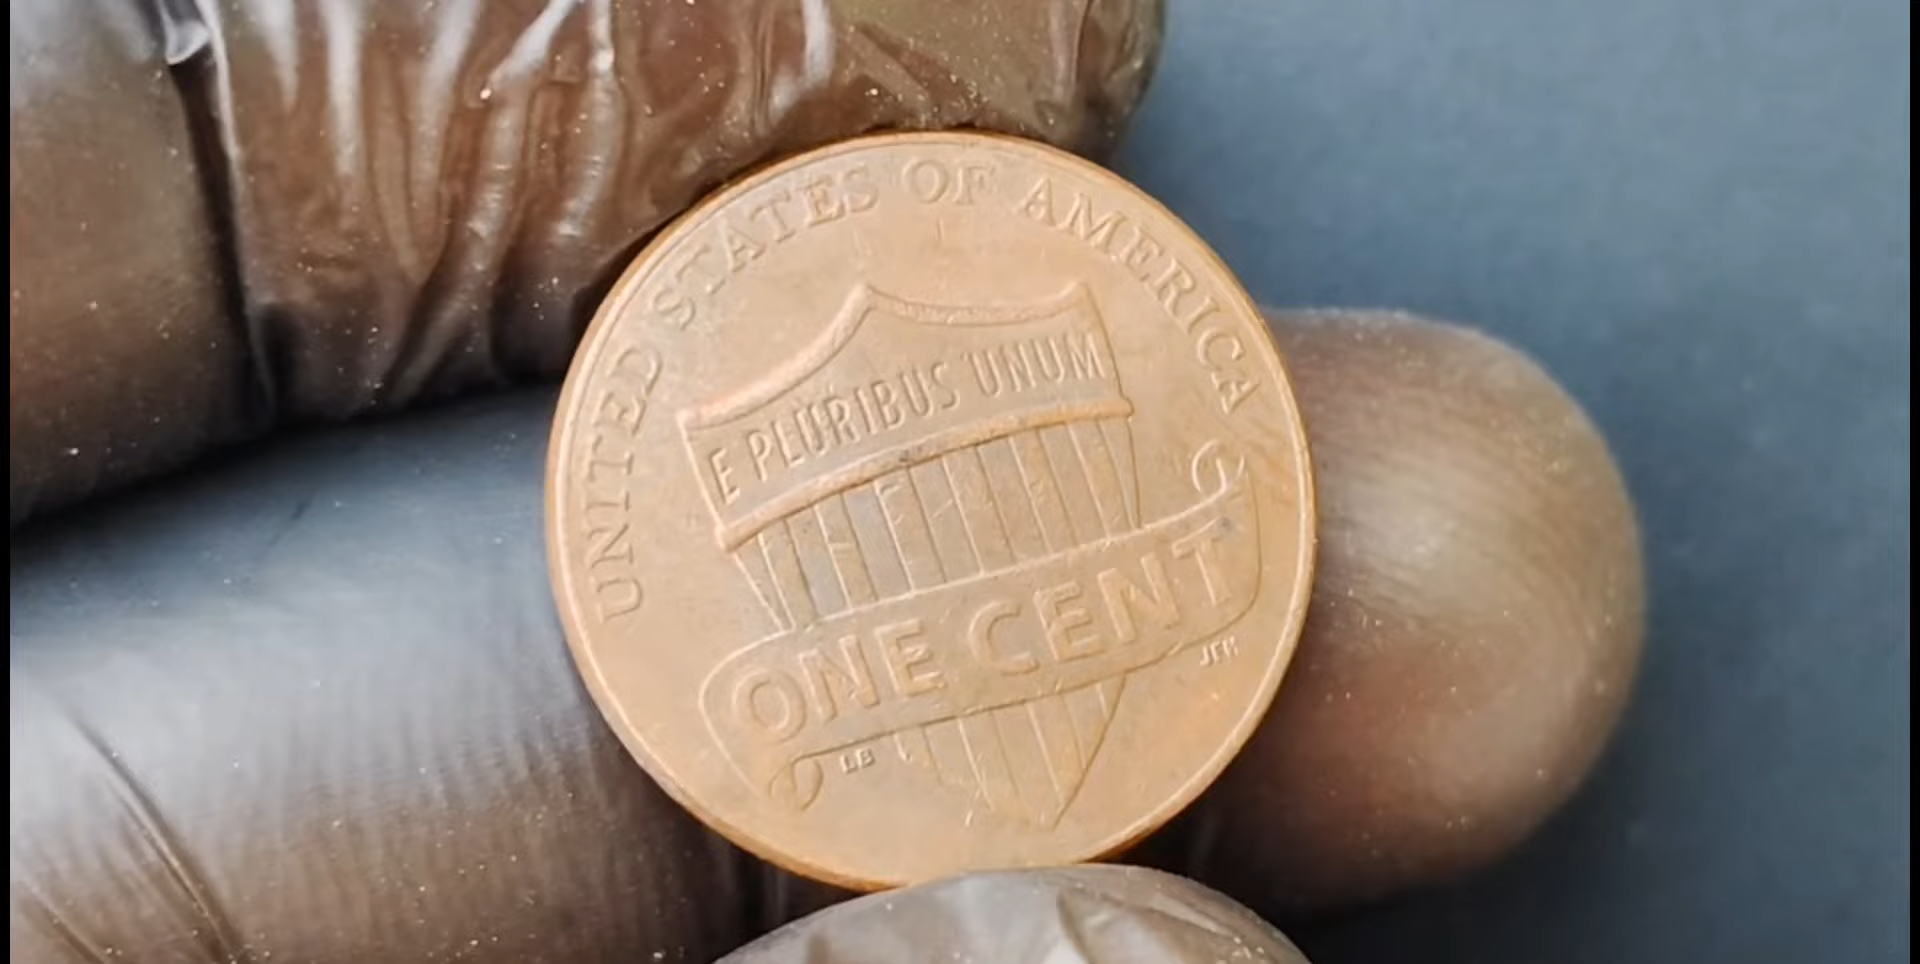 UNITED STATES OF AMERICA
E PLURIBUS UNUM
ONE CENT
LB
JFM